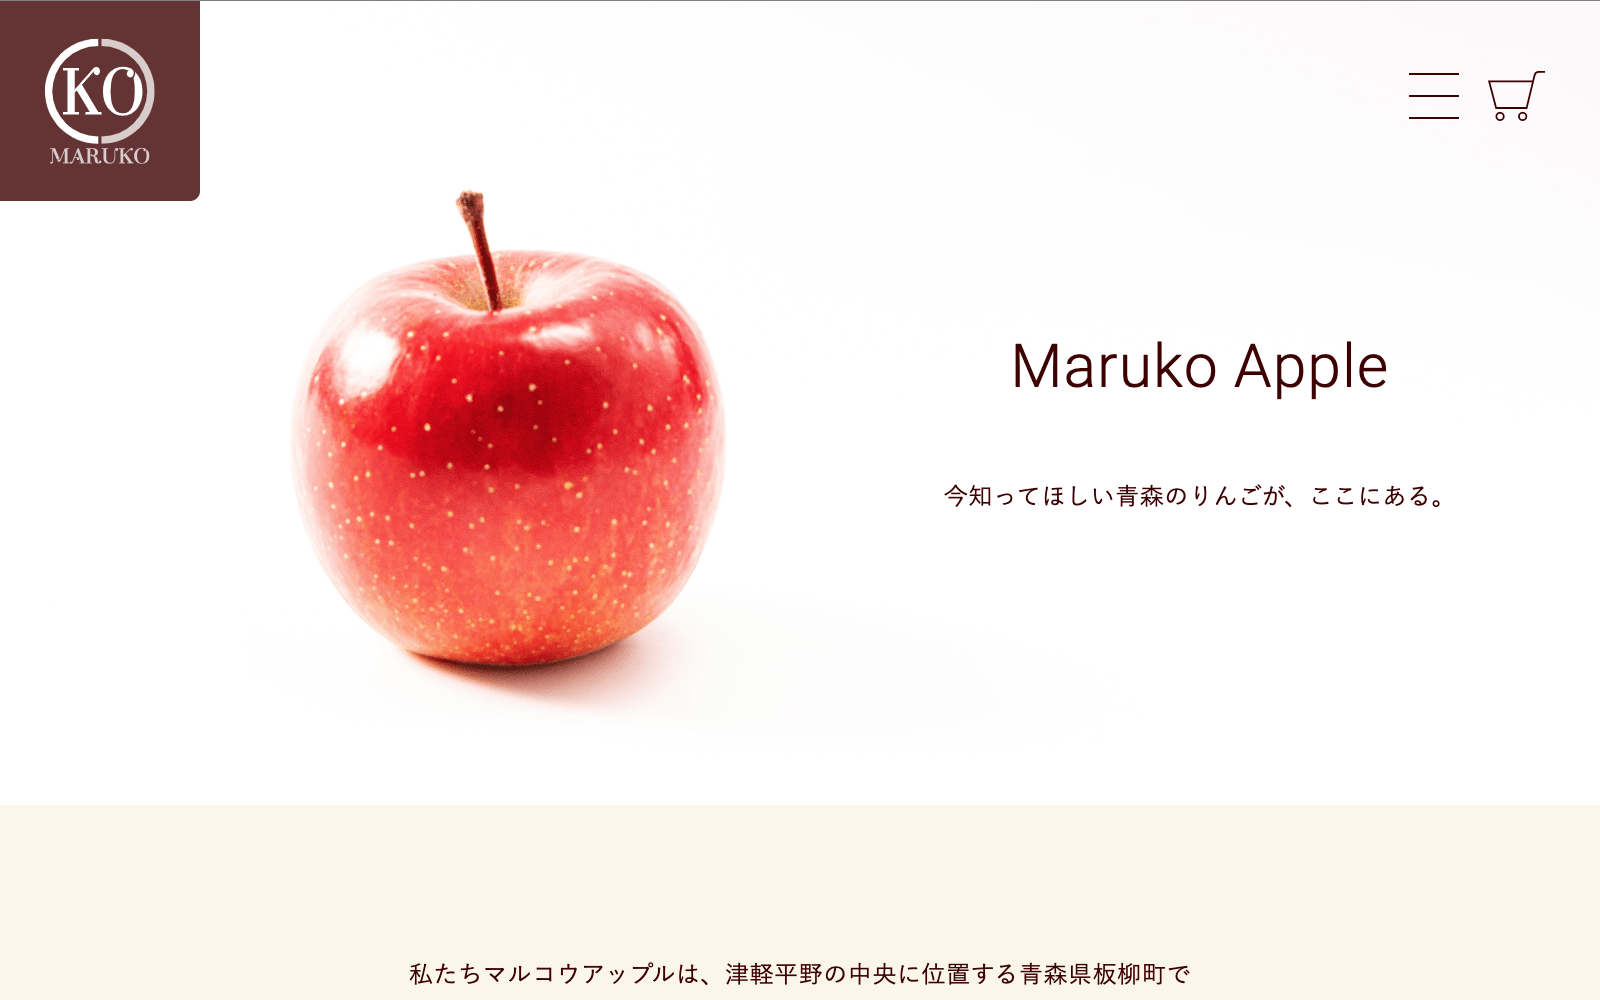 KO
MARUKO
Maruko Apple
今知ってほしい青森のりんごが、ここにある。
私たちマルコウアップルは、津軽平野の中央に位置する青森県板柳町で